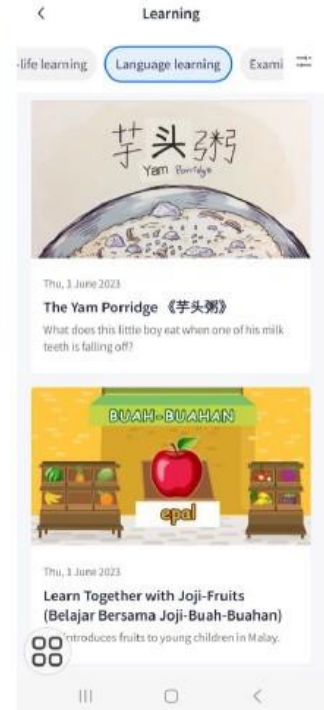 Learning
-life learning
Language learning
Exami
芋头粥
Yam Porridge
Thu, 1 June 2023
The Yam Porridge 《芋头粥》
What does this little boy eat when one of his milk
teeth is falling off?
BUAH-BUAHAN
epal
Thu, 1 June 2023
Learn Together with Joji-Fruits
(Belajar Bersama Joji-Buah-Buahan)
introduces fruits to young children in Malay.